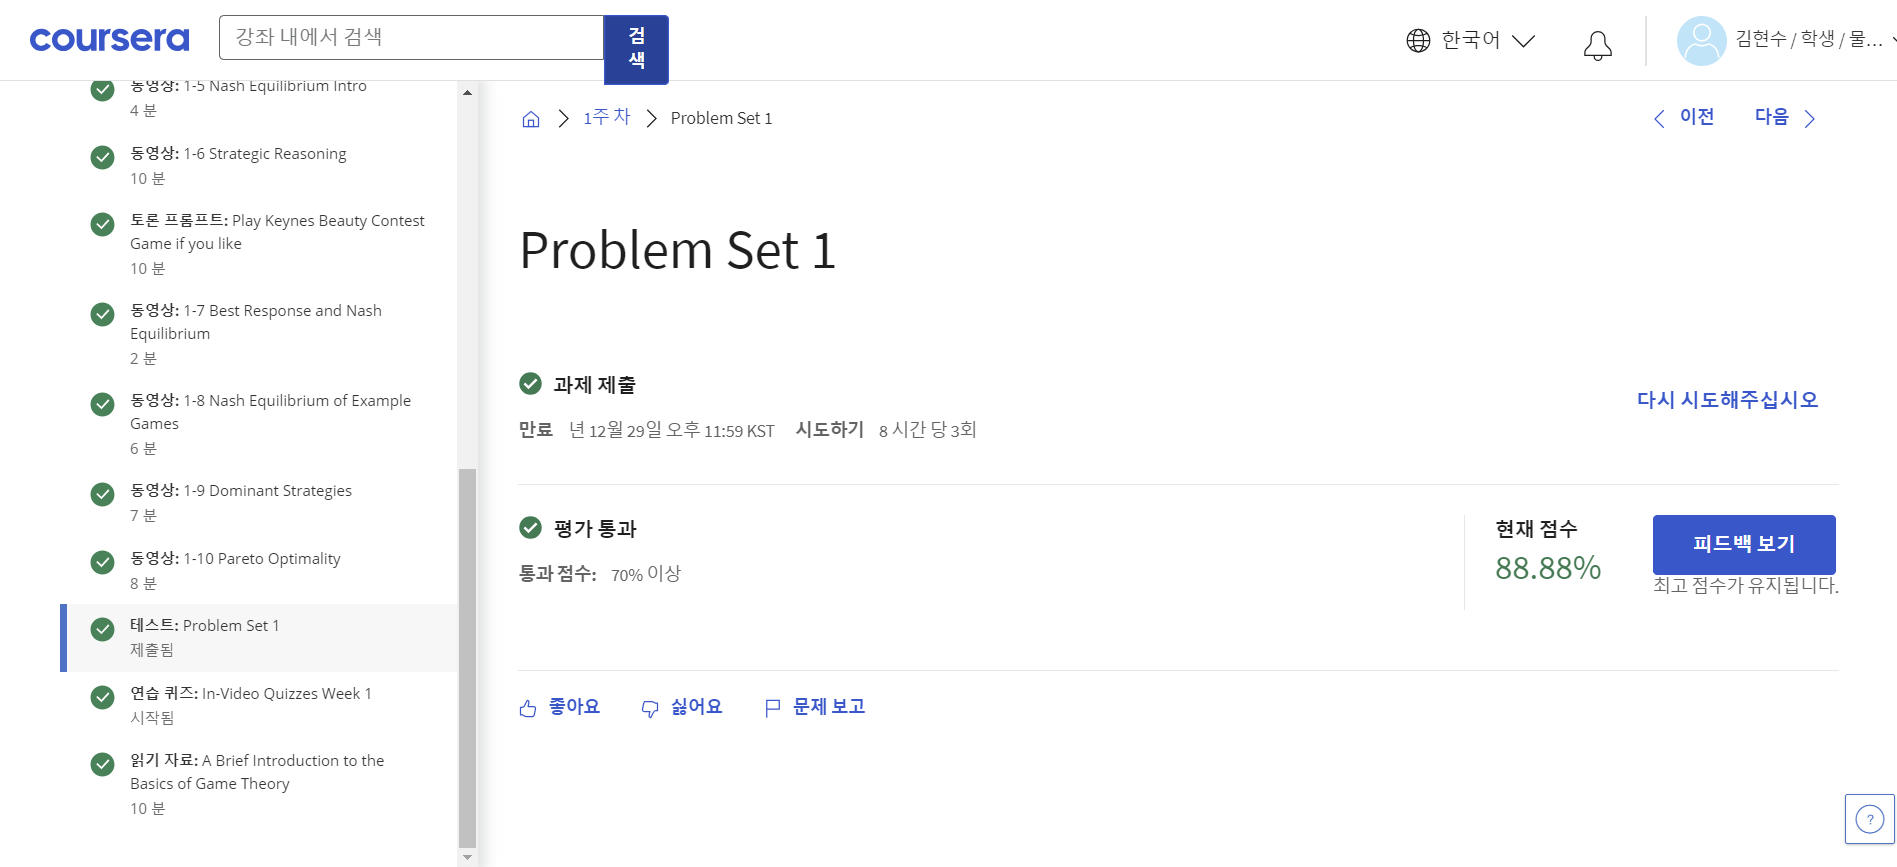 coursera
강좌 내에서 검색
검
색
한국어
김현수 / 학생 / 물...
동영상: 1-5 Nash Equilibrium Intro
4 분
동영상: 1-6 Strategic Reasoning
10 분
토론 프롬프트: Play Keynes Beauty Contest
Game if you like
10 분
동영상: 1-7 Best Response and Nash
Equilibrium
2 분
동영상: 1-8 Nash Equilibrium of Example
Games
6 분
동영상: 1-9 Dominant Strategies
7 분
동영상: 1-10 Pareto Optimality
8 분
테스트: Problem Set 1
제출됨
연습 퀴즈: In-Video Quizzes Week 1
시작됨
읽기 자료: A Brief Introduction to the
Basics of Game Theory
10 분
1주 차
Problem Set 1
이전
다음
Problem Set 1
과제 제출
만료 년 12월 29일 오후 11:59 KST 시도하기 8 시간 당 3회
다시 시도해주십시오
평가 통과
통과 점수: 70% 이상
현재 점수
88.88%
피드백 보기
최고 점수가 유지됩니다.
좋아요
싫어요
문제 보고
?